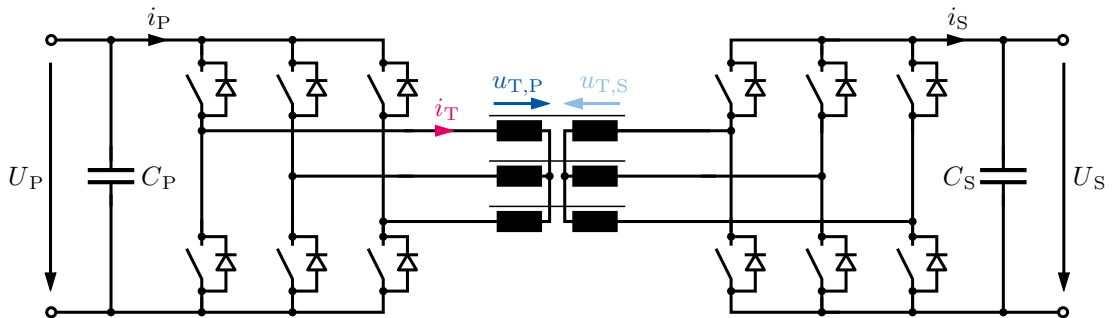 i_P
i_S
u_T,P
u_T,S
i_T
U_P
C_P
C_S
U_S